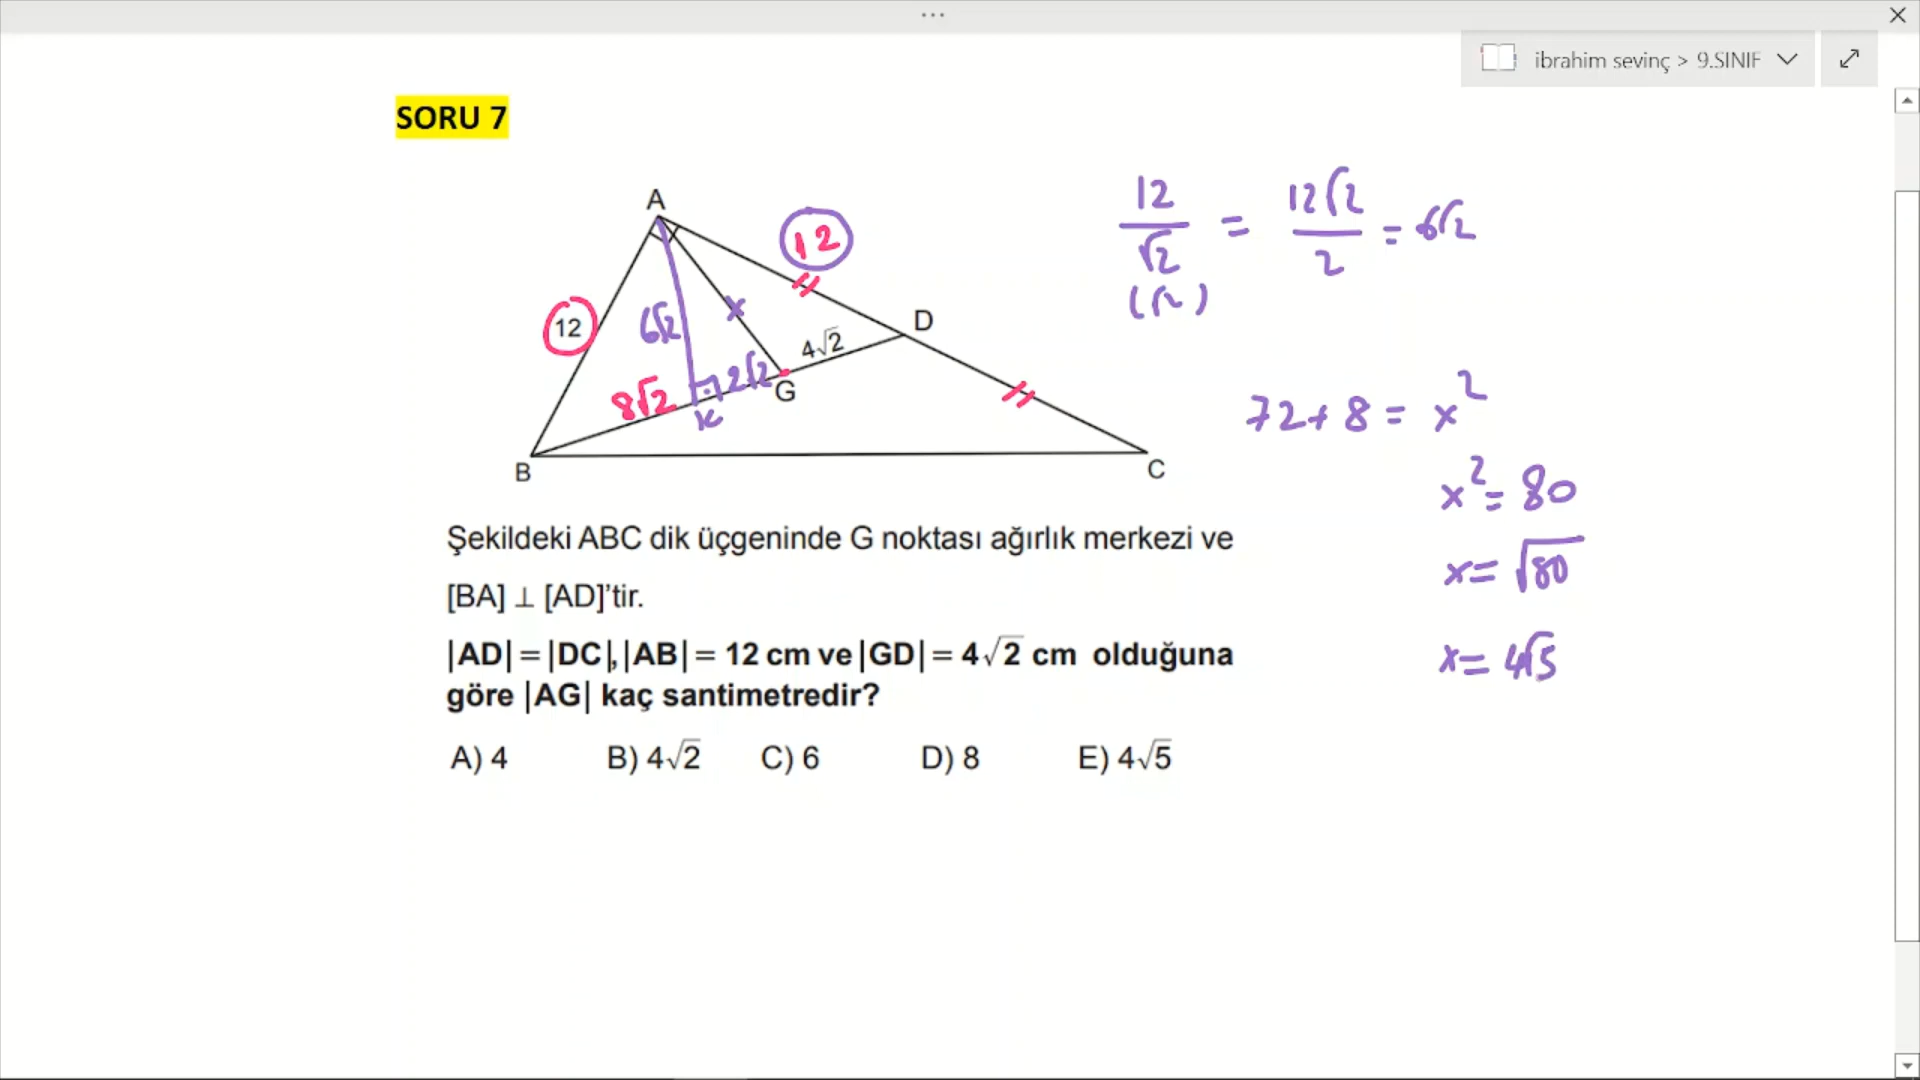 ...
ibrahim sevinç > 9.SINIF
SORU 7
A
12
12
6√2
x
D
4√2
8√2
2√2
G
K
B
C
12/√2 = 12√2/2 = 6√2
(√2)
72+8 = x²
x² = 80
x = √80
x = 4√5
Şekildeki ABC dik üçgeninde G noktası ağırlık merkezi ve
[BA] ⊥ [AD]'tir.
|AD| = |DC|, |AB| = 12 cm ve |GD| = 4√2 cm olduğuna
göre |AG| kaç santimetredir?
A) 4 B) 4√2 C) 6 D) 8 E) 4√5